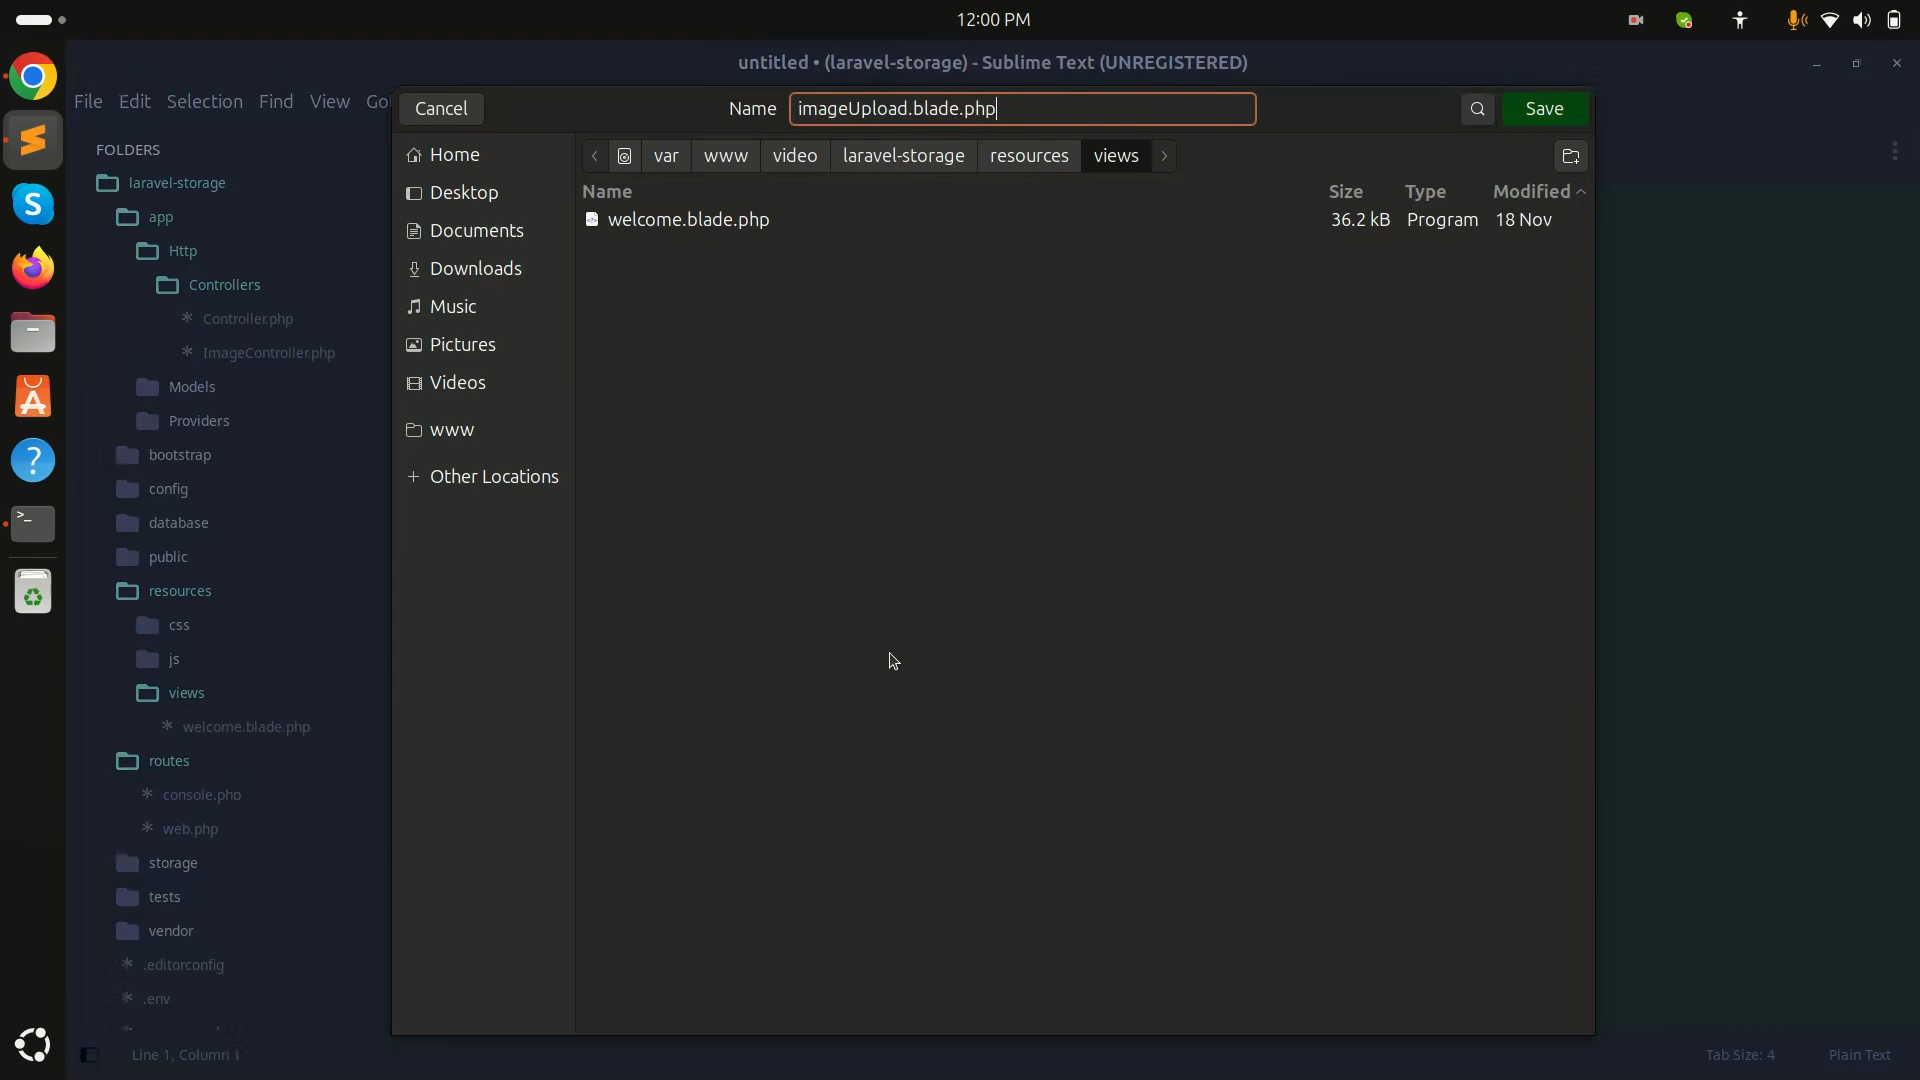 12:00 PM
untitled • (laravel-storage) - Sublime Text (UNREGISTERED)
File Edit Selection Find View Go
Cancel
Name
imageUpload.blade.php
Save
FOLDERS
laravel-storage
app
Http
Controllers
Controller.php
ImageController.php
Models
Providers
bootstrap
config
database
public
resources
css
js
views
welcome.blade.php
routes
console.php
web.php
storage
tests
vendor
.editorconfig
.env
Home
Desktop
Documents
Downloads
Music
Pictures
Videos
www
Other Locations
var www video laravel-storage resources views
Name Size Type Modified
welcome.blade.php 36.2 kB Program 18 Nov
Line 1, Column 1
Tab Size: 4 Plain Text